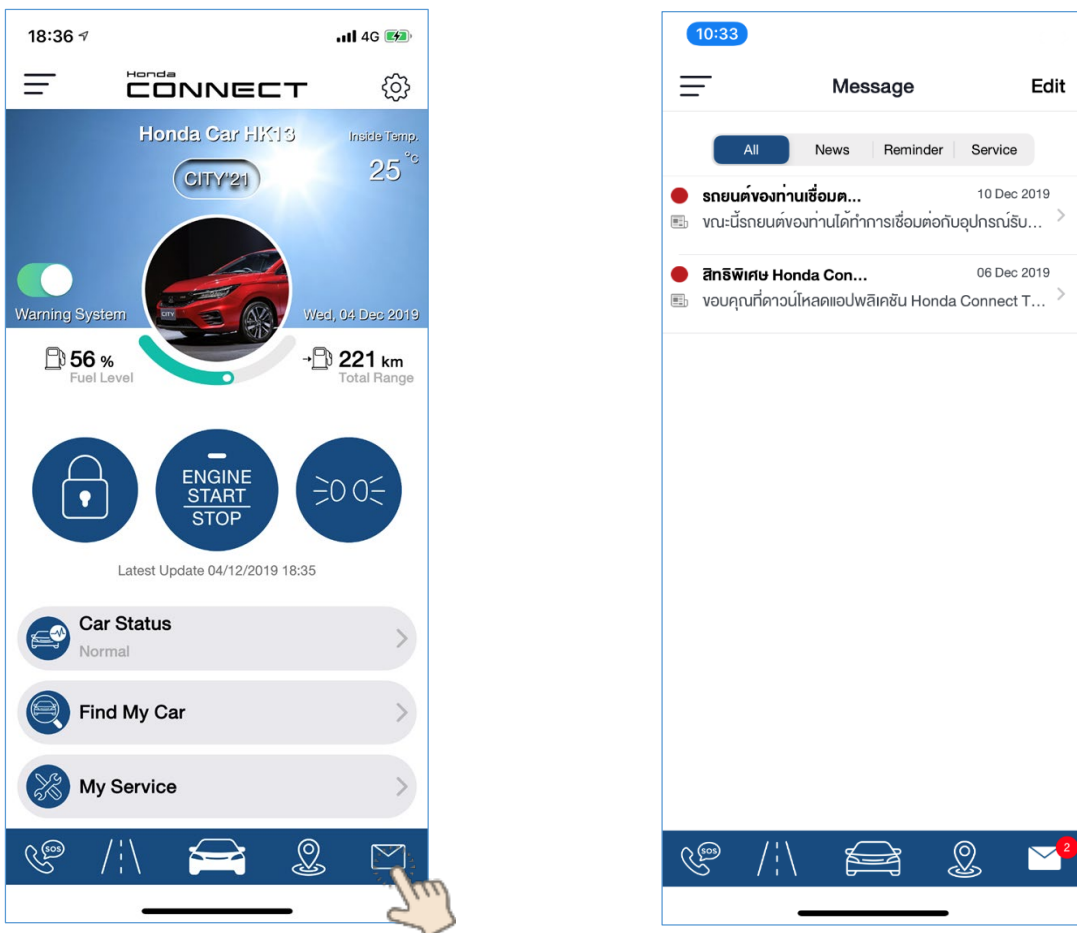 18:36
4G
Honda
CONNECT
Honda Car HK13
Inside Temp.
25 °c
CITY'21
Warning System
Wed, 04 Dec 2019
56 %
Fuel Level
221 km
Total Range
ENGINE
START
STOP
Latest Update 04/12/2019 18:35
Car Status
Normal
Find My Car
My Service
SOS
10:33
Message
Edit
All
News
Reminder
Service
รถยนต์ของท่านเชื่อมต...
10 Dec 2019
ขณะนี้รถยนต์ของท่านได้ทำการเชื่อมต่อกับอุปกรณ์รับ...
สิทธิพิเศษ Honda Con...
06 Dec 2019
ขอบคุณที่ดาวน์โหลดแอปพลิเคชัน Honda Connect T...
SOS
2